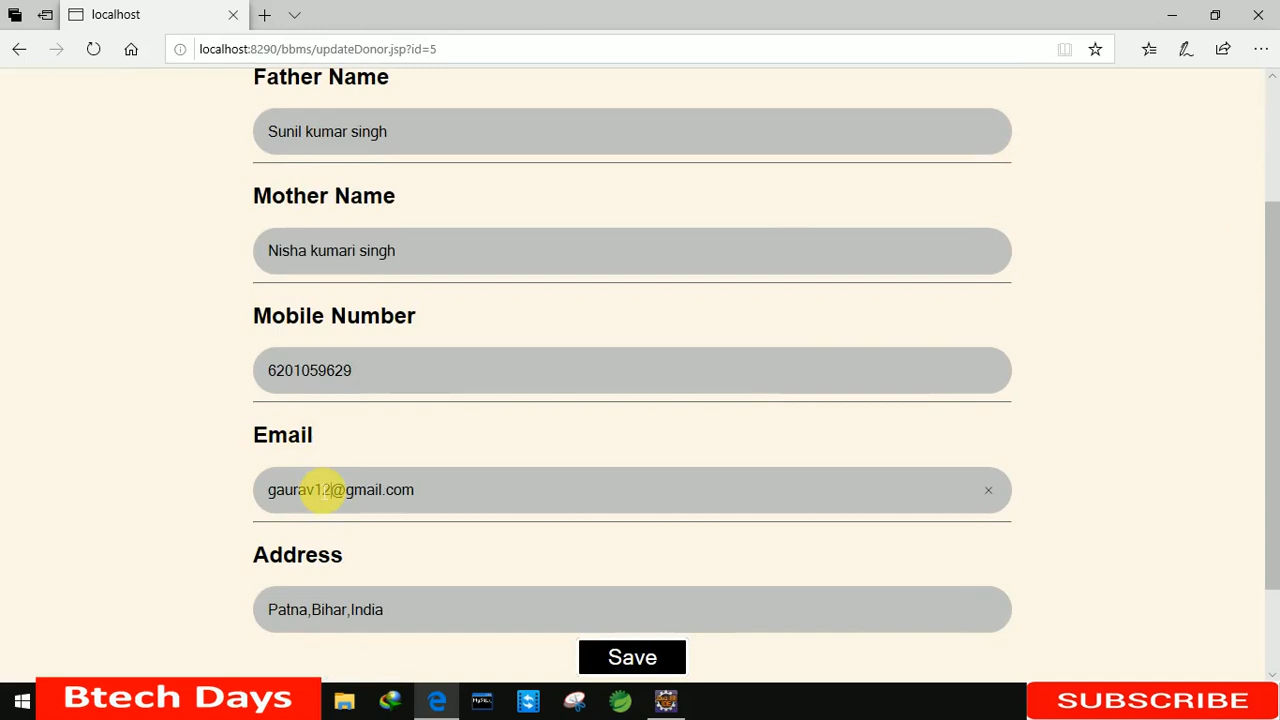 localhost
localhost:8290/bbms/updateDonor.jsp?id=5
Father Name
Sunil kumar singh
Mother Name
Nisha kumari singh
Mobile Number
6201059629
Email
gaurav12@gmail.com
Address
Patna,Bihar,India
Save
Btech Days
SUBSCRIBE